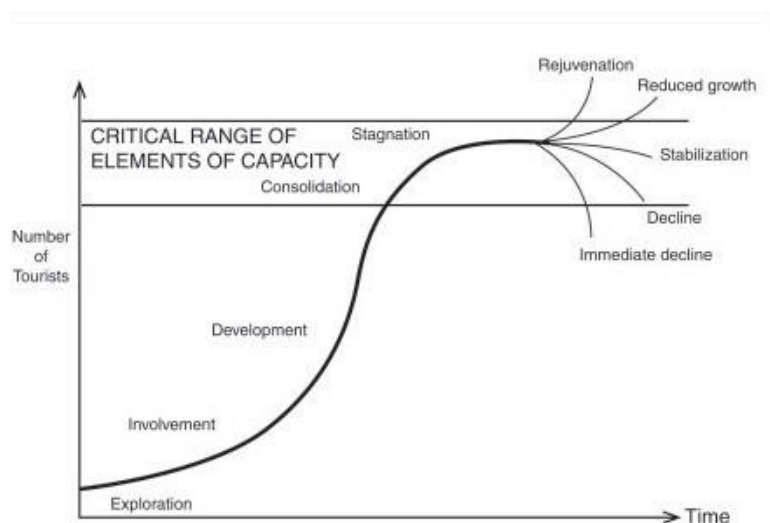 Rejuvenation
Reduced growth
CRITICAL RANGE OF
ELEMENTS OF CAPACITY
Stagnation
Stabilization
Consolidation
Decline
Number
of
Tourists
Immediate decline
Development
Involvement
Exploration
Time